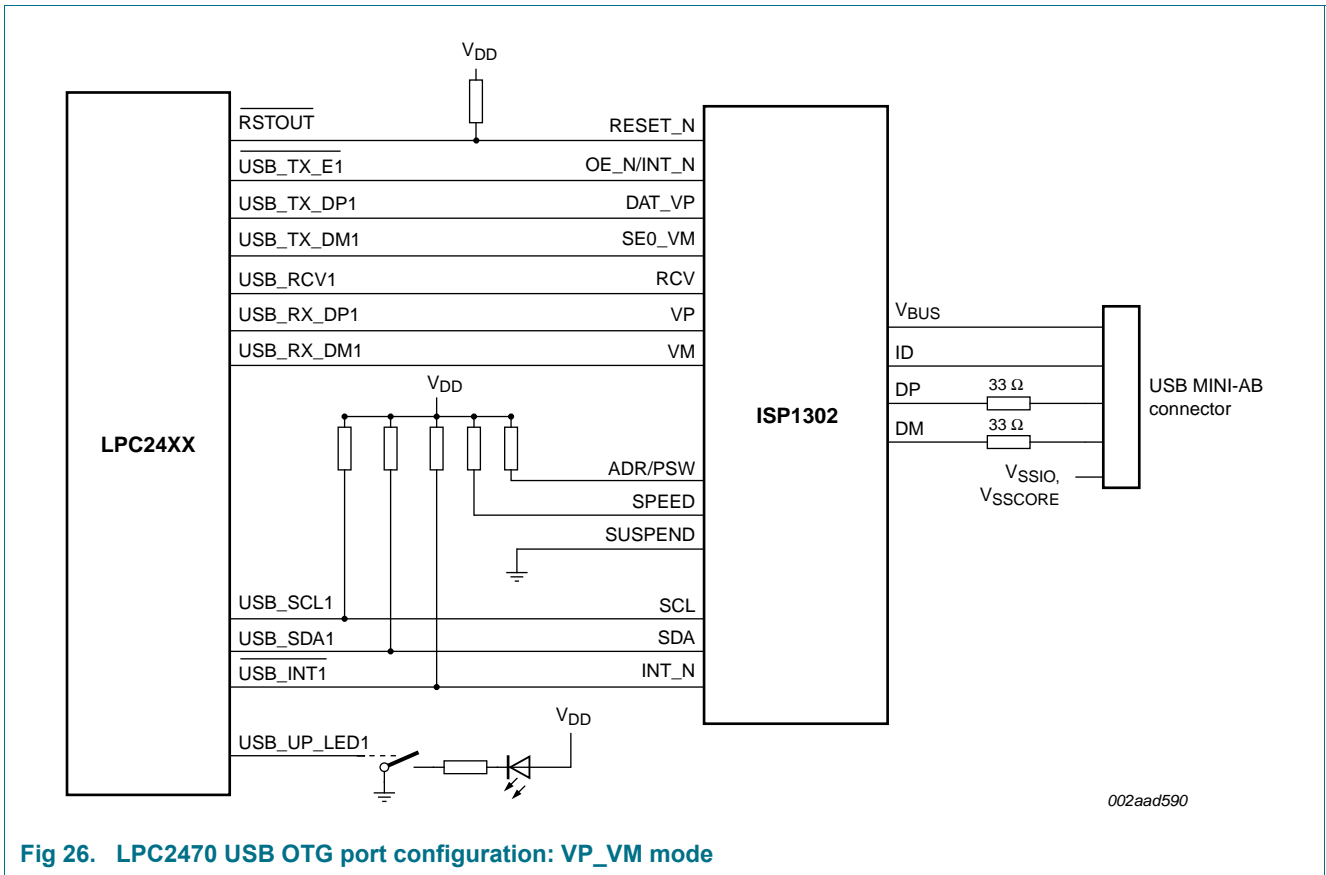 VDD
RSTOUT RESET_N
USB_TX_E1 OE_N/INT_N
USB_TX_DP1 DAT_VP
USB_TX_DM1 SE0_VM
USB_RCV1 RCV
USB_RX_DP1 VP
USB_RX_DM1 VM
VBUS
ID
DP 33 Ω
DM 33 Ω
USB MINI-AB
connector
VSSIO,
VSSCORE
LPC24XX
ISP1302
VDD
ADR/PSW
SPEED
SUSPEND
USB_SCL1 SCL
USB_SDA1 SDA
USB_INT1 INT_N
VDD
USB_UP_LED1
002aad590
Fig 26. LPC2470 USB OTG port configuration: VP_VM mode